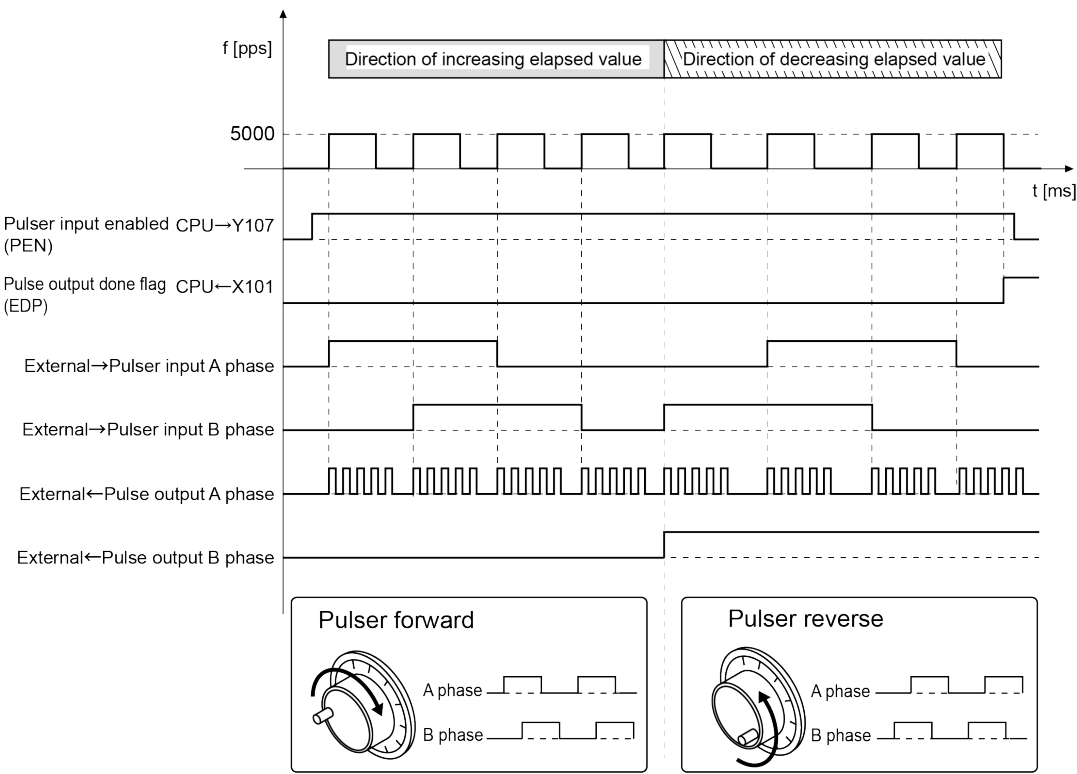 f [pps]
Direction of increasing elapsed value
Direction of decreasing elapsed value
5000
t [ms]
Pulser input enabled CPU→Y107
(PEN)
Pulse output done flag CPU←X101
(EDP)
External→Pulser input A phase
External→Pulser input B phase
External←Pulse output A phase
External←Pulse output B phase
Pulser forward
A phase
B phase
Pulser reverse
A phase
B phase